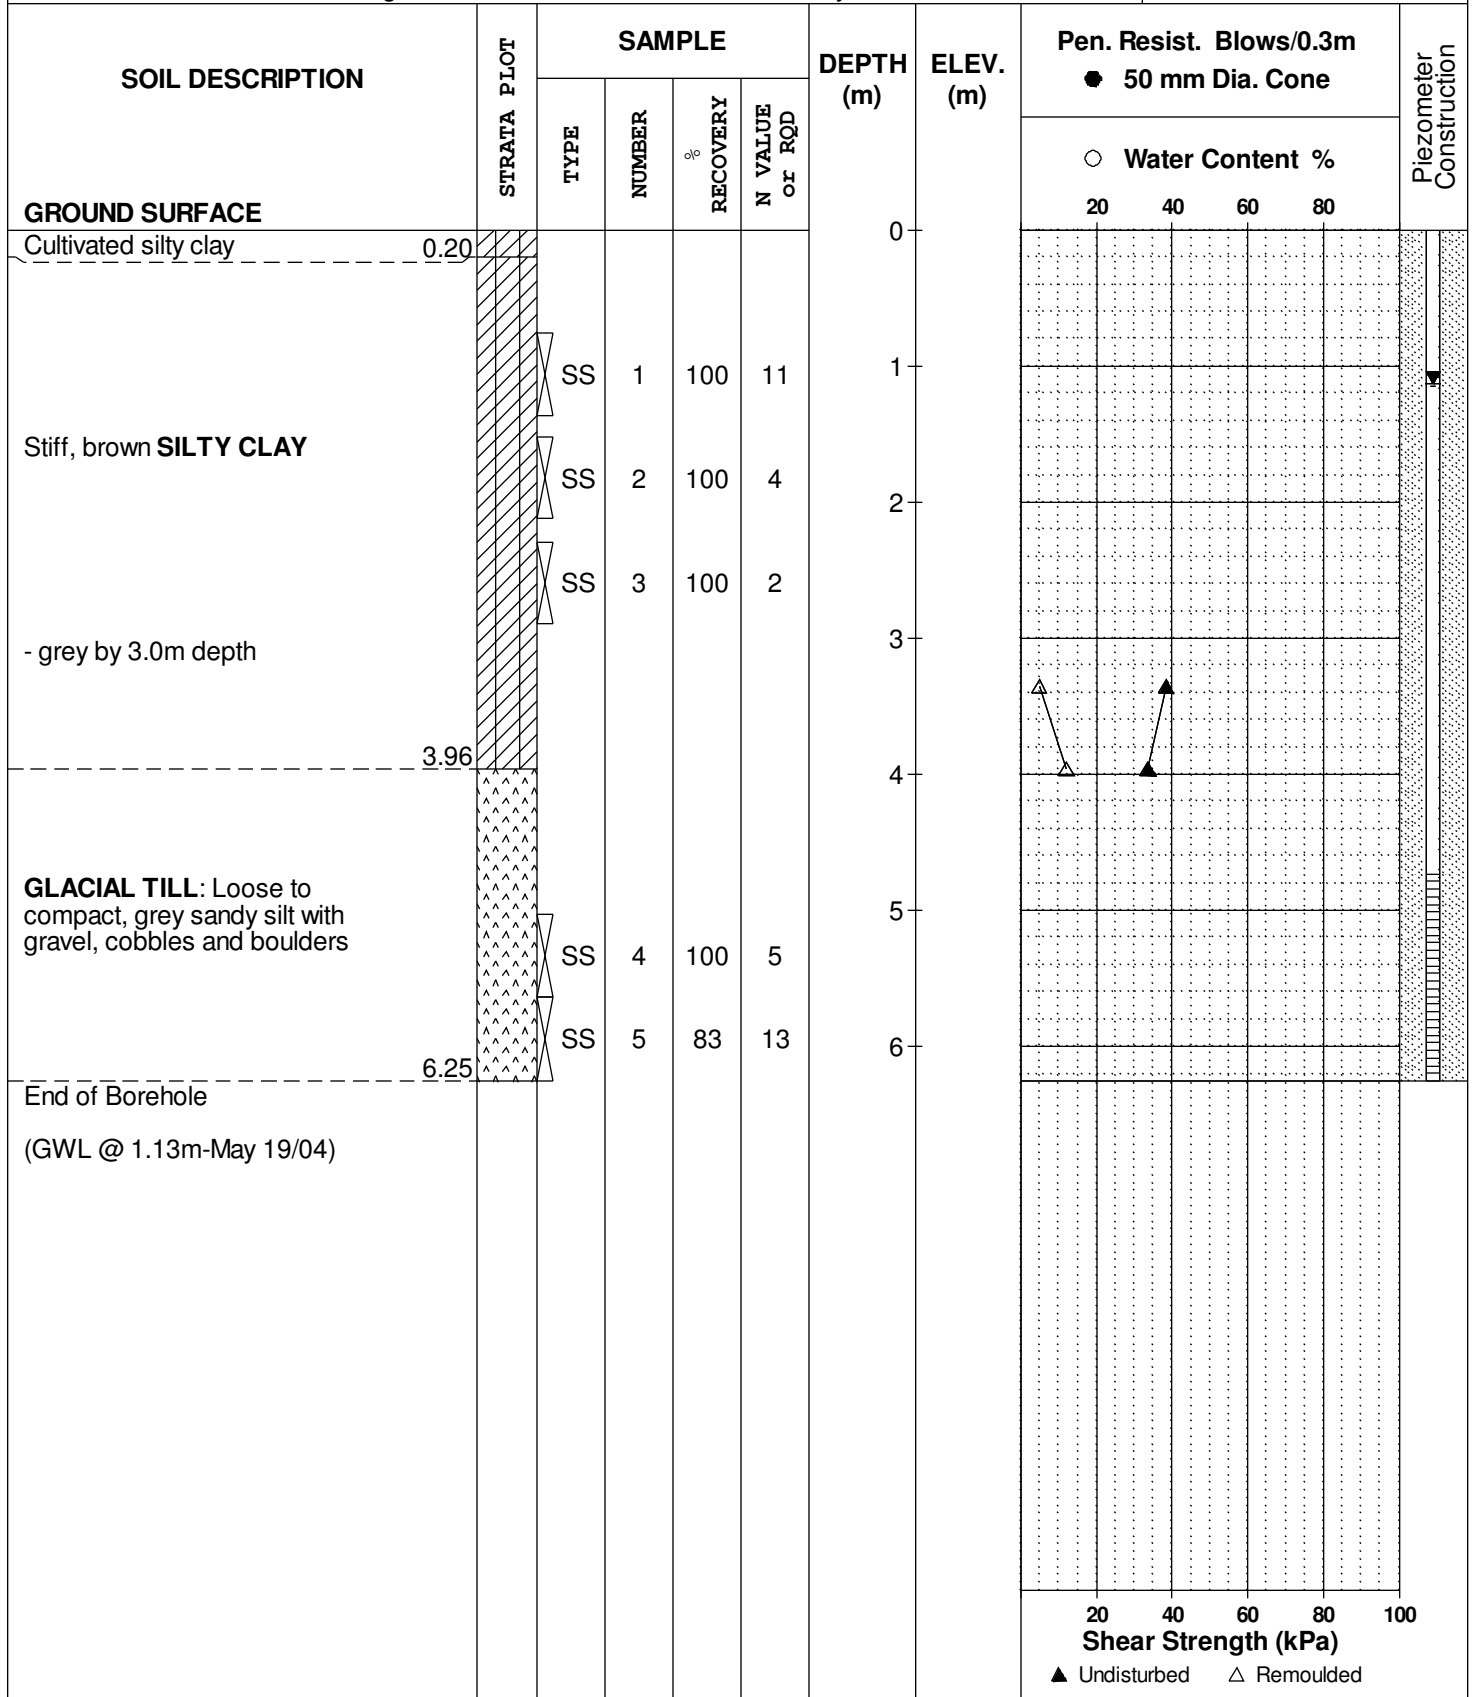 SOIL DESCRIPTION
GROUND SURFACE
STRATA PLOT
SAMPLE
TYPE
NUMBER
%
RECOVERY
N VALUE
or RQD
DEPTH
(m)
ELEV.
(m)
Pen. Resist. Blows/0.3m
● 50 mm Dia. Cone
○ Water Content %
20 40 60 80
Piezometer
Construction
Cultivated silty clay 0.20
0
SS 1 100 11
1
Stiff, brown SILTY CLAY
SS 2 100 4
2
SS 3 100 2
3
- grey by 3.0m depth
3.96
4
GLACIAL TILL: Loose to
compact, grey sandy silt with
gravel, cobbles and boulders
5
SS 4 100 5
SS 5 83 13
6
6.25
End of Borehole
(GWL @ 1.13m-May 19/04)
20 40 60 80 100
Shear Strength (kPa)
▲ Undisturbed △ Remoulded